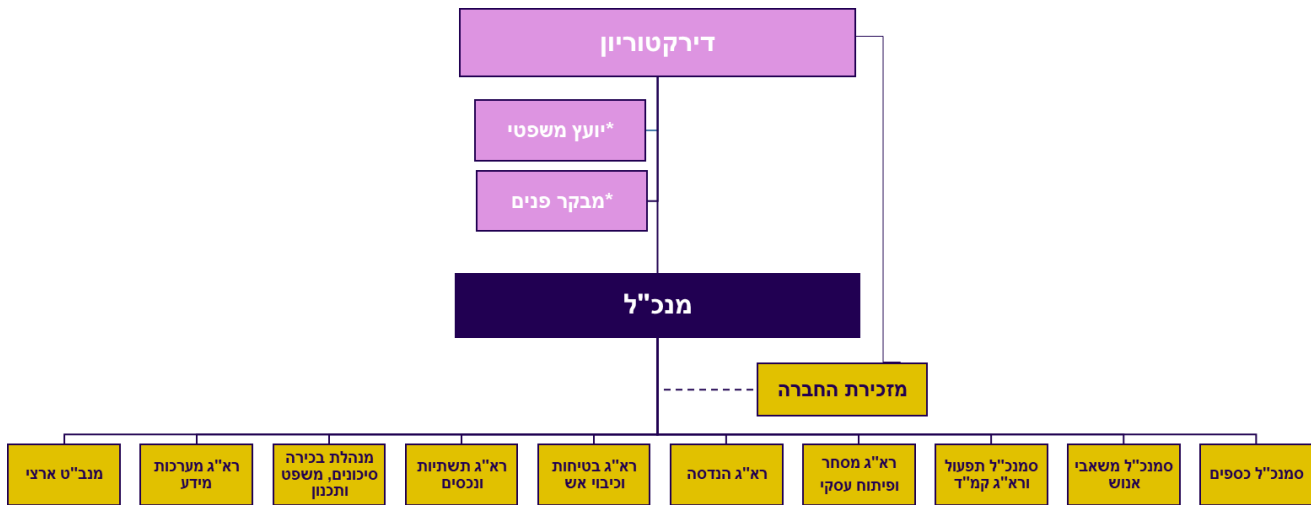 דירקטוריון
*יועץ משפטי
*מבקר פנים
מנכ"ל
מזכירת החברה
סמנכ"ל כספים
סמנכ"ל משאבי
אנוש
סמנכ"ל תפעול
ורא"ג קמ"ד
רא"ג מסחר
ופיתוח עסקי
רא"ג הנדסה
רא"ג בטיחות
וכיבוי אש
רא"ג תשתיות
ונכסים
מנהלת בכירה
סיכונים, משפט
ותכנון
רא"ג מערכות
מידע
מנב"ט ארצי